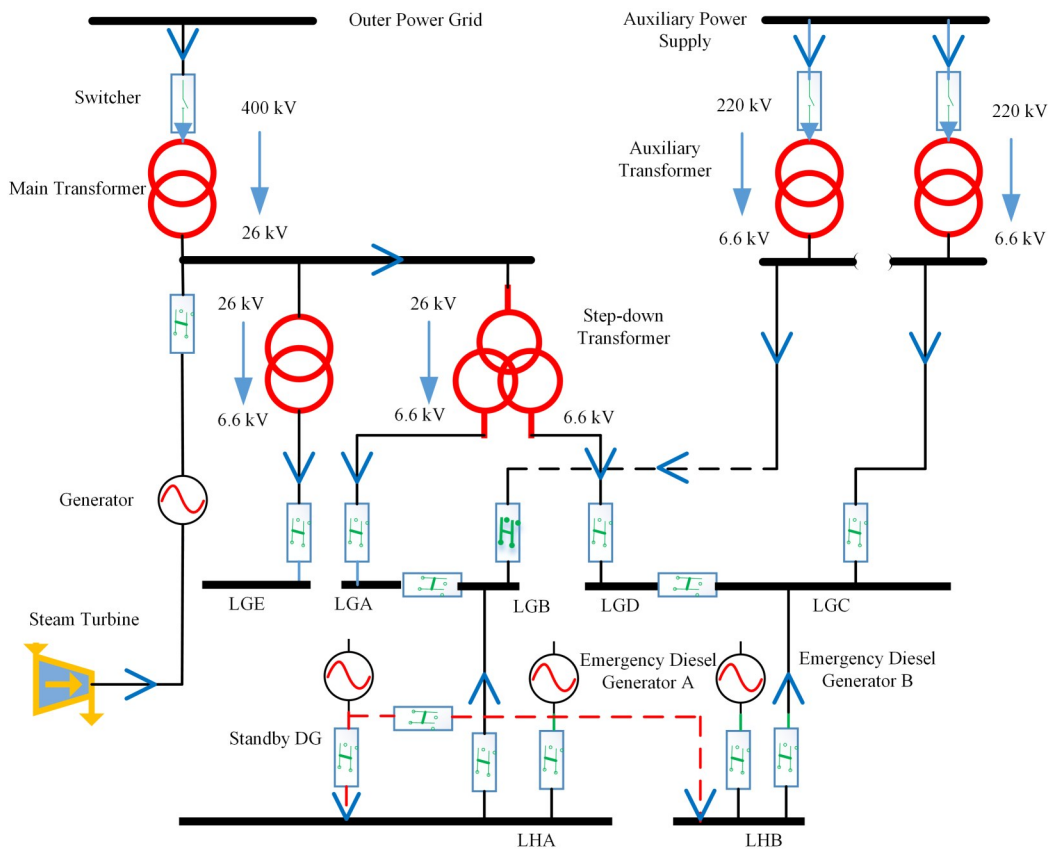 Outer Power Grid
Auxiliary Power
Supply
Switcher
400 kV
220 kV
220 kV
Auxiliary
Transformer
Main Transformer
26 kV
6.6 kV
6.6 kV
26 kV
26 kV
Step-down
Transformer
6.6 kV
6.6 kV
6.6 kV
Generator
LGE
LGA
LGB
LGD
LGC
Steam Turbine
Emergency Diesel
Generator A
Emergency Diesel
Generator B
Standby DG
LHA
LHB